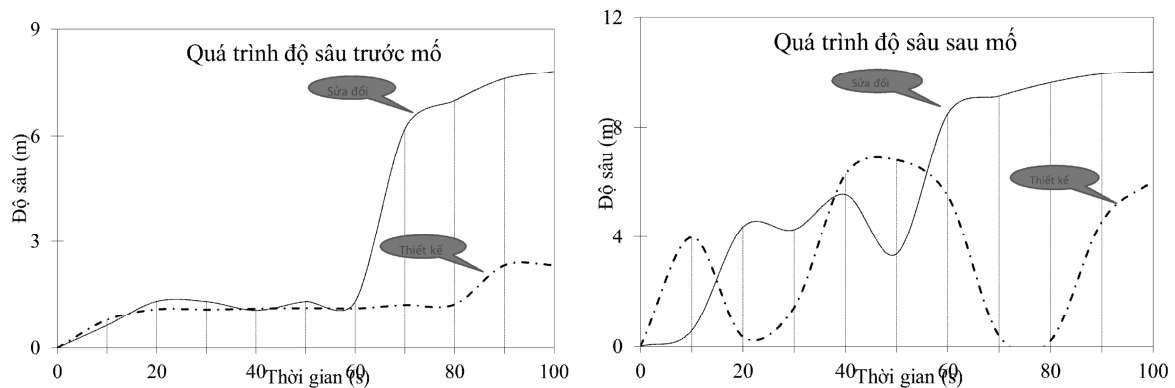 Quá trình độ sâu trước mố
Sửa đổi
Thiết kế
Độ sâu (m)
9
6
3
0
0 20 40 60 80 100
Thời gian (s)
Quá trình độ sâu sau mố
Sửa đổi
Thiết kế
Độ sâu (m)
12
8
4
0
0 20 40 60 80 100
Thời gian (s)